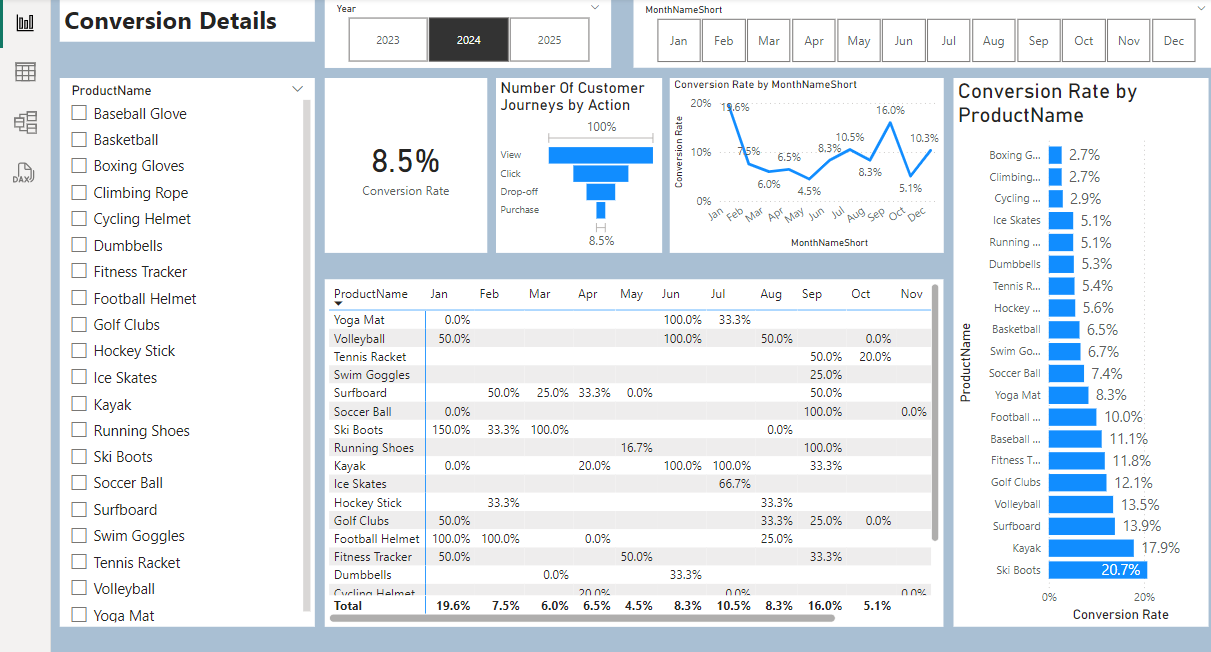 Conversion Details
Year
2023 2024 2025
MonthNameShort
Jan Feb Mar Apr May Jun Jul Aug Sep Oct Nov Dec
DAX
ProductName
Baseball Glove
Basketball
Boxing Gloves
Climbing Rope
Cycling Helmet
Dumbbells
Fitness Tracker
Football Helmet
Golf Clubs
Hockey Stick
Ice Skates
Kayak
Running Shoes
Ski Boots
Soccer Ball
Surfboard
Swim Goggles
Tennis Racket
Volleyball
Yoga Mat
8.5%
Conversion Rate
Number Of Customer
Journeys by Action
100%
View
Click
Drop-off
Purchase
8.5%
Conversion Rate by MonthNameShort
Conversion Rate
20%
10%
0%
19.6%
7.5%
6.0%
6.5%
4.5%
8.3%
10.5%
8.3%
16.0%
5.1%
10.3%
Jan Feb Mar Apr May Jun Jul Aug Sep Oct Dec
MonthNameShort
ProductName Jan Feb Mar Apr May Jun Jul Aug Sep Oct Nov
Yoga Mat 0.0% 100.0% 33.3%
Volleyball 50.0% 100.0% 50.0% 0.0%
Tennis Racket 50.0% 20.0%
Swim Goggles 25.0%
Surfboard 50.0% 25.0% 33.3% 0.0% 50.0%
Soccer Ball 0.0% 100.0% 0.0%
Ski Boots 150.0% 33.3% 100.0% 0.0%
Running Shoes 16.7% 100.0%
Kayak 0.0% 20.0% 100.0% 100.0% 33.3%
Ice Skates 66.7%
Hockey Stick 33.3% 33.3%
Golf Clubs 50.0% 33.3% 25.0% 0.0%
Football Helmet 100.0% 100.0% 0.0% 25.0%
Fitness Tracker 50.0% 50.0% 33.3%
Dumbbells 0.0% 33.3%
Cycling Helmet 20.0% 0.0% 0.0%
Total 19.6% 7.5% 6.0% 6.5% 4.5% 8.3% 10.5% 8.3% 16.0% 5.1%
Conversion Rate by
ProductName
ProductName
Boxing G... 2.7%
Climbing... 2.7%
Cycling ... 2.9%
Ice Skates 5.1%
Running ... 5.1%
Dumbbells 5.3%
Tennis R... 5.4%
Hockey ... 5.6%
Basketball 6.5%
Swim Go... 6.7%
Soccer Ball 7.4%
Yoga Mat 8.3%
Football ... 10.0%
Baseball ... 11.1%
Fitness T... 11.8%
Golf Clubs 12.1%
Volleyball 13.5%
Surfboard 13.9%
Kayak 17.9%
Ski Boots 20.7%
0% 20%
Conversion Rate